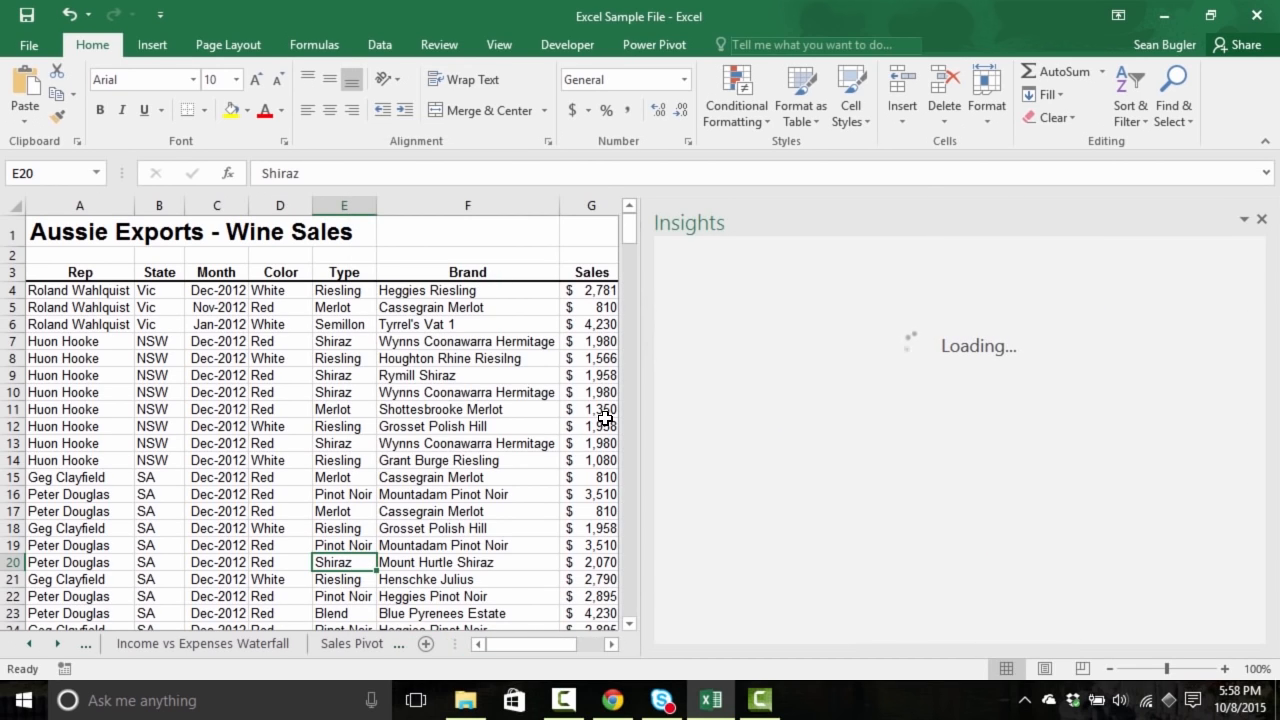 Excel Sample File - Excel
File Home Insert Page Layout Formulas Data Review View Developer Power Pivot Tell me what you want to do... Sean Bugler Share
Paste
Arial 10
B I U
Wrap Text
Merge & Center
General
$ % ,
Conditional Formatting
Format as Table
Cell Styles
Insert Delete Format
AutoSum
Fill
Clear
Sort & Filter
Find & Select
Clipboard Font Alignment Number Styles Cells Editing
E20 fx Shiraz
A B C D E F G
1 Aussie Exports - Wine Sales
2
3 Rep State Month Color Type Brand Sales
4 Roland Wahlquist Vic Dec-2012 White Riesling Heggies Riesling $ 2,781
5 Roland Wahlquist Vic Nov-2012 Red Merlot Cassegrain Merlot $ 810
6 Roland Wahlquist Vic Jan-2012 White Semillon Tyrrel's Vat 1 $ 4,230
7 Huon Hooke NSW Dec-2012 Red Shiraz Wynns Coonawarra Hermitage $ 1,980
8 Huon Hooke NSW Dec-2012 White Riesling Houghton Rhine Riesilng $ 1,566
9 Huon Hooke NSW Dec-2012 Red Shiraz Rymill Shiraz $ 1,958
10 Huon Hooke NSW Dec-2012 Red Shiraz Wynns Coonawarra Hermitage $ 1,980
11 Huon Hooke NSW Dec-2012 Red Merlot Shottesbrooke Merlot $ 1,350
12 Huon Hooke NSW Dec-2012 White Riesling Grosset Polish Hill $ 1,958
13 Huon Hooke NSW Dec-2012 Red Shiraz Wynns Coonawarra Hermitage $ 1,980
14 Huon Hooke NSW Dec-2012 White Riesling Grant Burge Riesling $ 1,080
15 Geg Clayfield SA Dec-2012 Red Merlot Cassegrain Merlot $ 810
16 Peter Douglas SA Dec-2012 Red Pinot Noir Mountadam Pinot Noir $ 3,510
17 Peter Douglas SA Dec-2012 Red Merlot Cassegrain Merlot $ 810
18 Geg Clayfield SA Dec-2012 White Riesling Grosset Polish Hill $ 1,958
19 Peter Douglas SA Dec-2012 Red Pinot Noir Mountadam Pinot Noir $ 3,510
20 Peter Douglas SA Dec-2012 Red Shiraz Mount Hurtle Shiraz $ 2,070
21 Geg Clayfield SA Dec-2012 White Riesling Henschke Julius $ 2,790
22 Peter Douglas SA Dec-2012 Red Pinot Noir Heggies Pinot Noir $ 2,895
23 Peter Douglas SA Dec-2012 Red Blend Blue Pyrenees Estate $ 4,230
24 Geg Clayfield SA Dec-2012 Red Pinot Noir Heggies Pinot Noir $ 2,895
Insights
Loading...
... Income vs Expenses Waterfall Sales Pivot ...
Ready 100%
Ask me anything
5:58 PM
10/8/2015